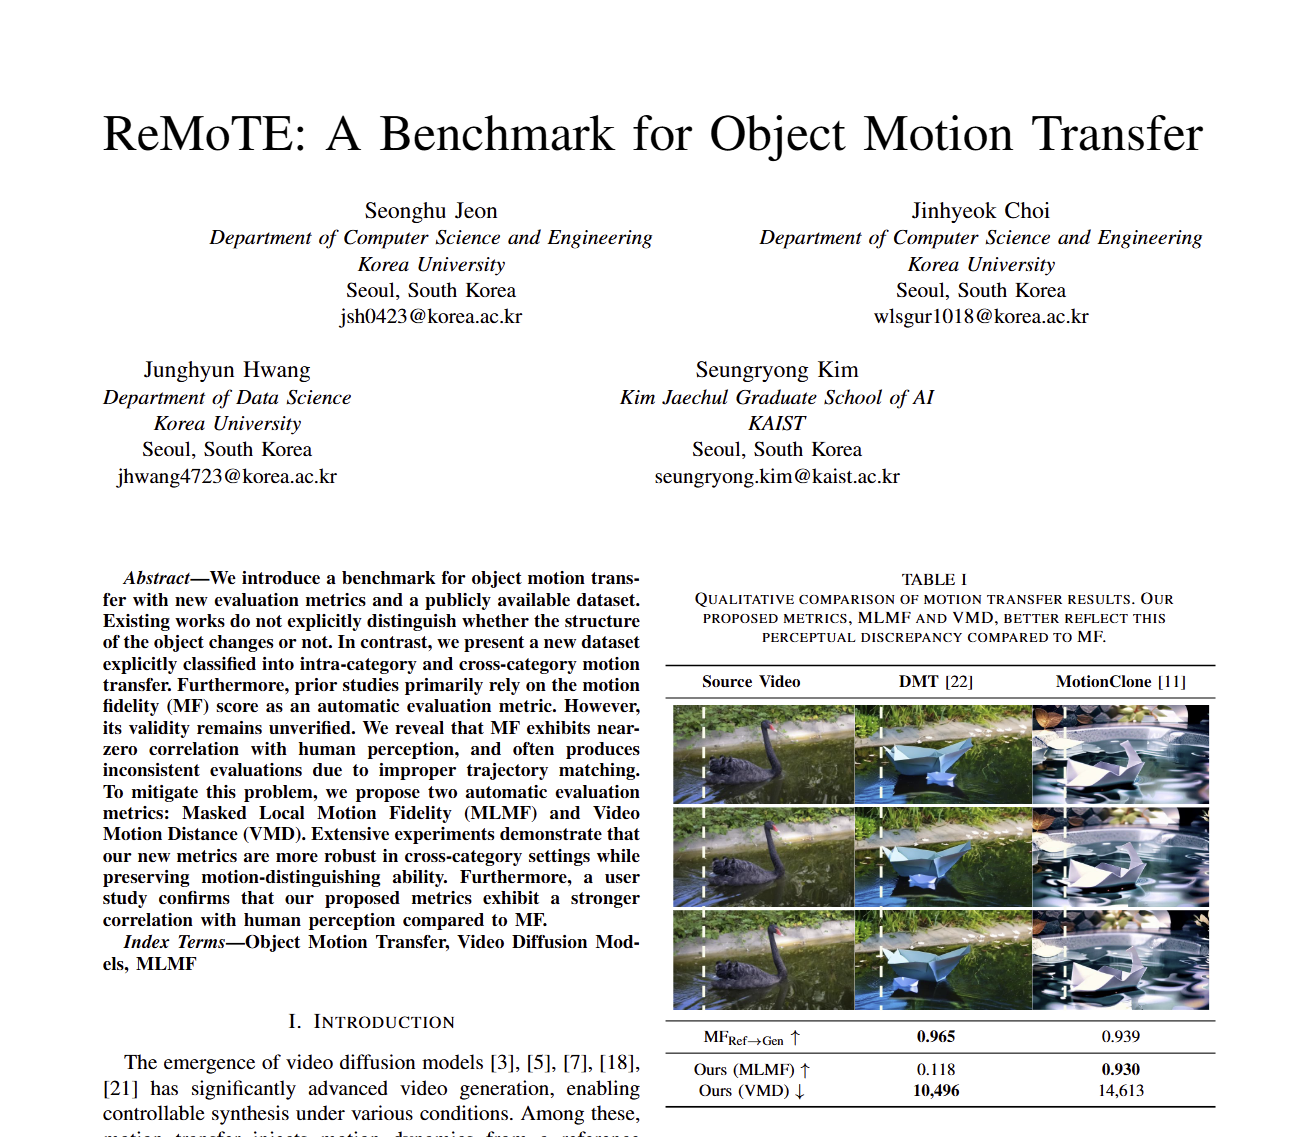 ReMoTE: A Benchmark for Object Motion Transfer
Seonghu Jeon
Department of Computer Science and Engineering
Korea University
Seoul, South Korea
jsh0423@korea.ac.kr
Jinhyeok Choi
Department of Computer Science and Engineering
Korea University
Seoul, South Korea
wlsgur1018@korea.ac.kr
Junghyun Hwang
Department of Data Science
Korea University
Seoul, South Korea
jhwang4723@korea.ac.kr
Seungryong Kim
Kim Jaechul Graduate School of AI
KAIST
Seoul, South Korea
seungryong.kim@kaist.ac.kr
Abstract—We introduce a benchmark for object motion trans-
fer with new evaluation metrics and a publicly available dataset.
Existing works do not explicitly distinguish whether the structure
of the object changes or not. In contrast, we present a new dataset
explicitly classified into intra-category and cross-category motion
transfer. Furthermore, prior studies primarily rely on the motion
fidelity (MF) score as an automatic evaluation metric. However,
its validity remains unverified. We reveal that MF exhibits near-
zero correlation with human perception, and often produces
inconsistent evaluations due to improper trajectory matching.
To mitigate this problem, we propose two automatic evaluation
metrics: Masked Local Motion Fidelity (MLMF) and Video
Motion Distance (VMD). Extensive experiments demonstrate that
our new metrics are more robust in cross-category settings while
preserving motion-distinguishing ability. Furthermore, a user
study confirms that our proposed metrics exhibit a stronger
correlation with human perception compared to MF.
Index Terms—Object Motion Transfer, Video Diffusion Mod-
els, MLMF
I. INTRODUCTION
The emergence of video diffusion models [3], [5], [7], [18],
[21] has significantly advanced video generation, enabling
controllable synthesis under various conditions. Among these,
motion transfer injects motion dynamics from a reference
TABLE I
QUALITATIVE COMPARISON OF MOTION TRANSFER RESULTS. OUR
PROPOSED METRICS, MLMF AND VMD, BETTER REFLECT THIS
PERCEPTUAL DISCREPANCY COMPARED TO MF.
Source Video DMT [22] MotionClone [11]
MFRef→Gen ↑ 0.965 0.939
Ours (MLMF) ↑ 0.118 0.930
Ours (VMD) ↓ 10,496 14,613